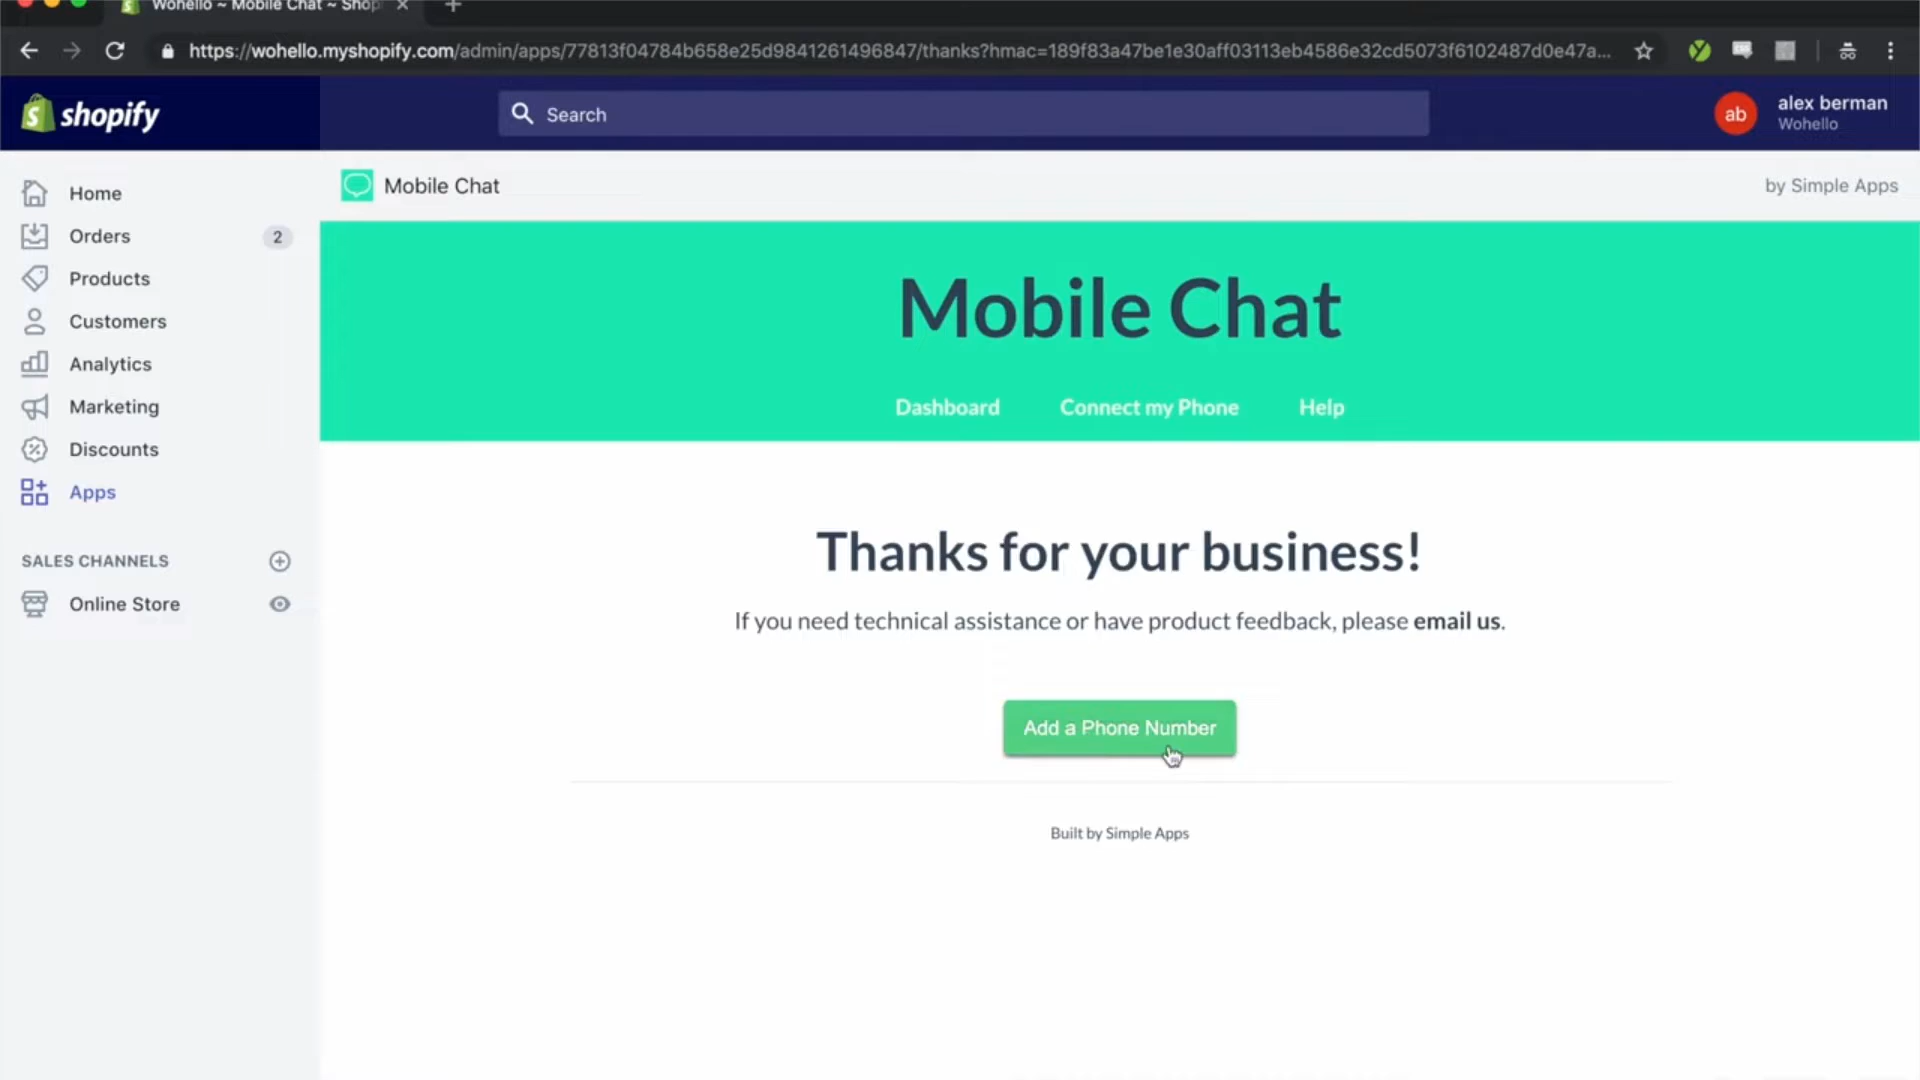 Wohello ~ Mobile Chat ~ Shop
https://wohello.myshopify.com/admin/apps/77813f04784b658e25d9841261496847/thanks?hmac=189f83a47be1e30aff03113eb4586e32cd5073f6102487d0e47a...
shopify
Search
ab
alex berman
Wohello
Mobile Chat
by Simple Apps
Home
Orders
2
Products
Customers
Analytics
Marketing
Discounts
Apps
SALES CHANNELS
Online Store
Mobile Chat
Dashboard Connect my Phone Help
Thanks for your business!
If you need technical assistance or have product feedback, please email us.
Add a Phone Number
Built by Simple Apps